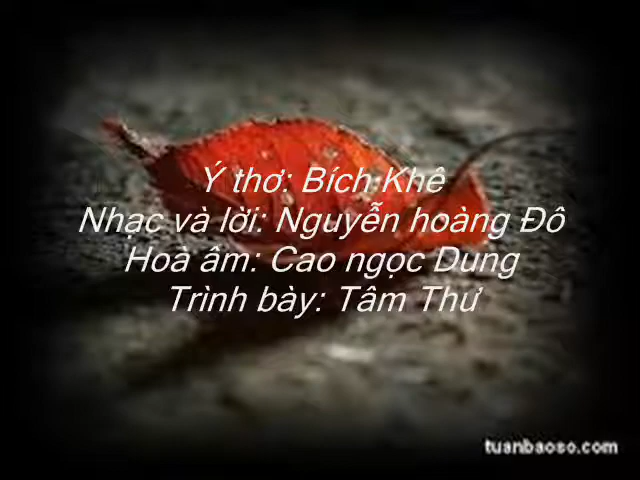 Ý thơ: Bích Khê
Nhạc và lời: Nguyễn hoàng Đô
Hoà âm: Cao ngọc Dung
Trình bày: Tâm Thư
tuanbaoso.com